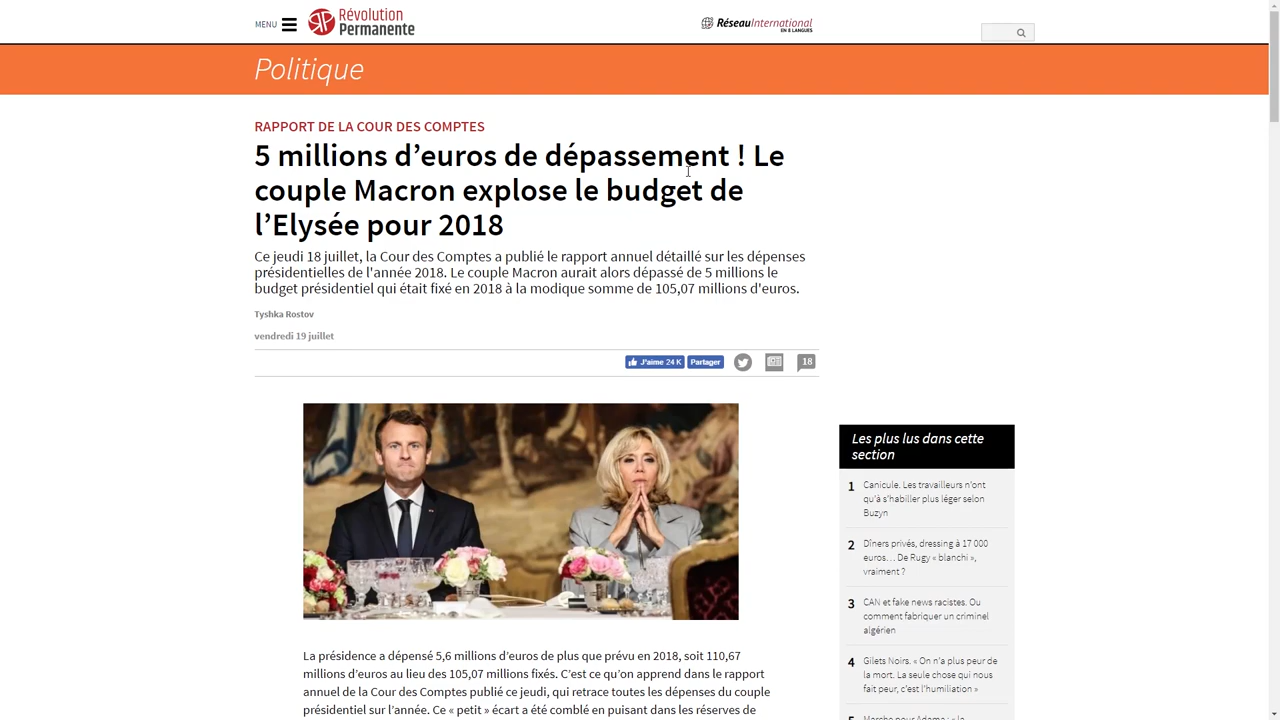 MENU
Révolution
Permanente
RéseauInternational
EN 8 LANGUES
Politique
RAPPORT DE LA COUR DES COMPTES
5 millions d’euros de dépassement ! Le
couple Macron explose le budget de
l’Elysée pour 2018
Ce jeudi 18 juillet, la Cour des Comptes a publié le rapport annuel détaillé sur les dépenses
présidentielles de l'année 2018. Le couple Macron aurait alors dépassé de 5 millions le
budget présidentiel qui était fixé en 2018 à la modique somme de 105,07 millions d'euros.
Tyshka Rostov
vendredi 19 juillet
J'aime 24 K
Partager
18
La présidence a dépensé 5,6 millions d’euros de plus que prévu en 2018, soit 110,67
millions d’euros au lieu des 105,07 millions fixés. C’est ce qu’on apprend dans le rapport
annuel de la Cour des Comptes publié ce jeudi, qui retrace toutes les dépenses du couple
présidentiel sur l’année. Ce « petit » écart a été comblé en puisant dans les réserves de
Les plus lus dans cette
section
1 Canicule. Les travailleurs n’ont
qu’à s’habiller plus léger selon
Buzyn
2 Dîners privés, dressing à 17 000
euros… De Rugy « blanchi »,
vraiment ?
3 CAN et fake news racistes. Ou
comment fabriquer un criminel
algérien
4 Gilets Noirs. « On n’a plus peur de
la mort. La seule chose qui nous
fait peur, c’est l’humiliation »
5 Marche pour Adama : « la